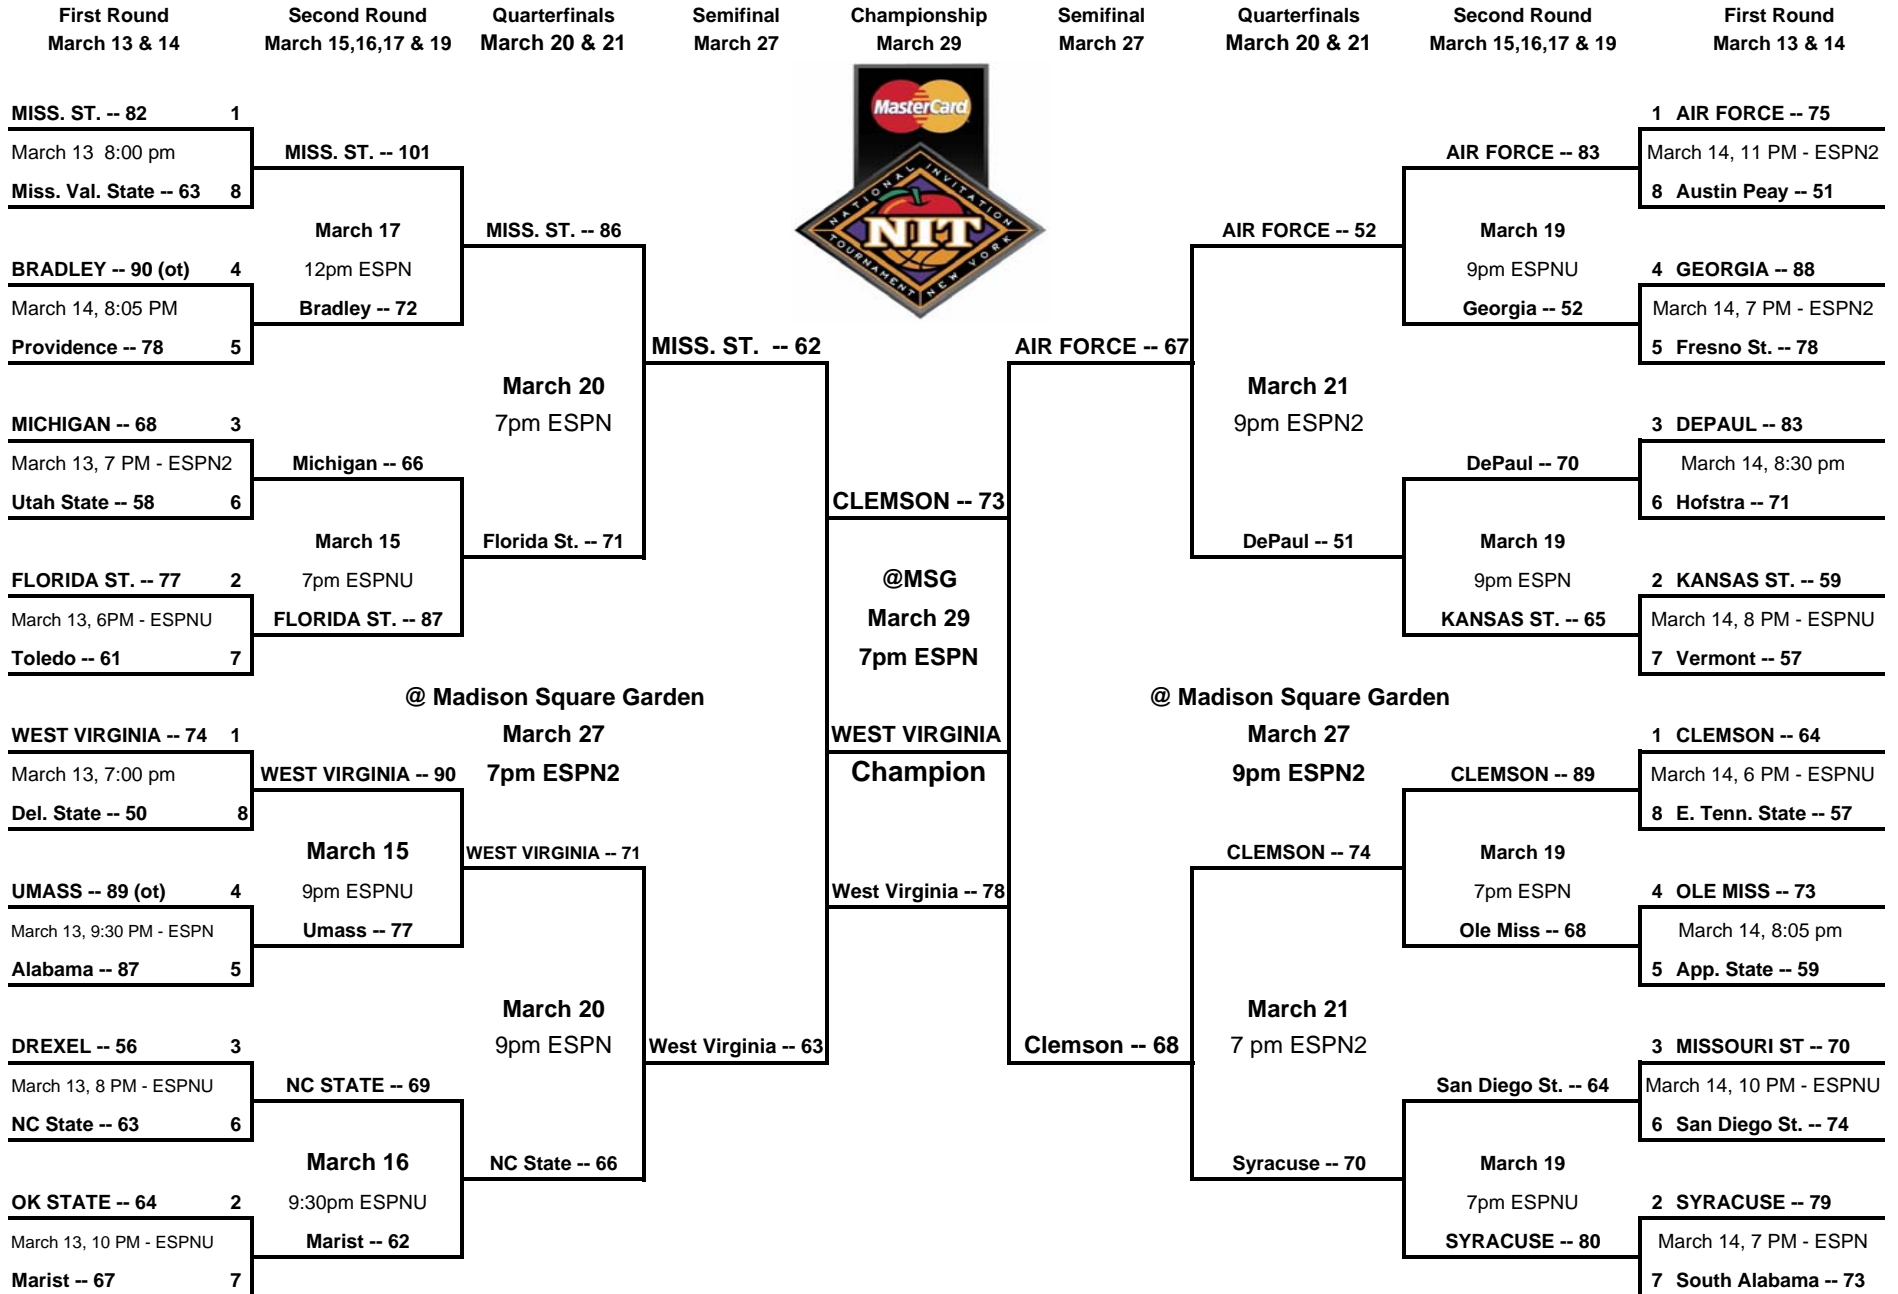 First Round
March 13 & 14
Second Round
March 15,16,17 & 19
Quarterfinals
March 20 & 21
Semifinal
March 27
Championship
March 29
Semifinal
March 27
Quarterfinals
March 20 & 21
Second Round
March 15,16,17 & 19
First Round
March 13 & 14
MISS. ST. -- 82 1
March 13 8:00 pm
Miss. Val. State -- 63 8
BRADLEY -- 90 (ot) 4
March 14, 8:05 PM
Providence -- 78 5
MICHIGAN -- 68 3
March 13, 7 PM - ESPN2
Utah State -- 58 6
FLORIDA ST. -- 77 2
March 13, 6PM - ESPNU
Toledo -- 61 7
WEST VIRGINIA -- 74 1
March 13, 7:00 pm
Del. State -- 50 8
UMASS -- 89 (ot) 4
March 13, 9:30 PM - ESPN
Alabama -- 87 5
DREXEL -- 56 3
March 13, 8 PM - ESPNU
NC State -- 63 6
OK STATE -- 64 2
March 13, 10 PM - ESPNU
Marist -- 67 7
MISS. ST. -- 101
March 17
12pm ESPN
Bradley -- 72
Michigan -- 66
March 15
7pm ESPNU
FLORIDA ST. -- 87
WEST VIRGINIA -- 90
March 15
9pm ESPNU
Umass -- 77
NC STATE -- 69
March 16
9:30pm ESPNU
Marist -- 62
MISS. ST. -- 86
March 20
7pm ESPN
Florida St. -- 71
@ Madison Square Garden
March 27
7pm ESPN2
WEST VIRGINIA -- 71
March 20
9pm ESPN
NC State -- 66
MISS. ST. -- 62
West Virginia -- 63
MasterCard
NATIONAL INVITATION
NIT
TOURNAMENT NEW YORK
CLEMSON -- 73
@MSG
March 29
7pm ESPN
WEST VIRGINIA
Champion
West Virginia -- 78
AIR FORCE -- 67
Clemson -- 68
AIR FORCE -- 52
March 21
9pm ESPN2
DePaul -- 51
@ Madison Square Garden
March 27
9pm ESPN2
CLEMSON -- 74
March 21
7 pm ESPN2
Syracuse -- 70
AIR FORCE -- 83
March 19
9pm ESPNU
Georgia -- 52
DePaul -- 70
March 19
9pm ESPN
KANSAS ST. -- 65
CLEMSON -- 89
March 19
7pm ESPN
Ole Miss -- 68
San Diego St. -- 64
March 19
7pm ESPNU
SYRACUSE -- 80
1 AIR FORCE -- 75
March 14, 11 PM - ESPN2
8 Austin Peay -- 51
4 GEORGIA -- 88
March 14, 7 PM - ESPN2
5 Fresno St. -- 78
3 DEPAUL -- 83
March 14, 8:30 pm
6 Hofstra -- 71
2 KANSAS ST. -- 59
March 14, 8 PM - ESPNU
7 Vermont -- 57
1 CLEMSON -- 64
March 14, 6 PM - ESPNU
8 E. Tenn. State -- 57
4 OLE MISS -- 73
March 14, 8:05 pm
5 App. State -- 59
3 MISSOURI ST -- 70
March 14, 10 PM - ESPNU
6 San Diego St. -- 74
2 SYRACUSE -- 79
March 14, 7 PM - ESPN
7 South Alabama -- 73